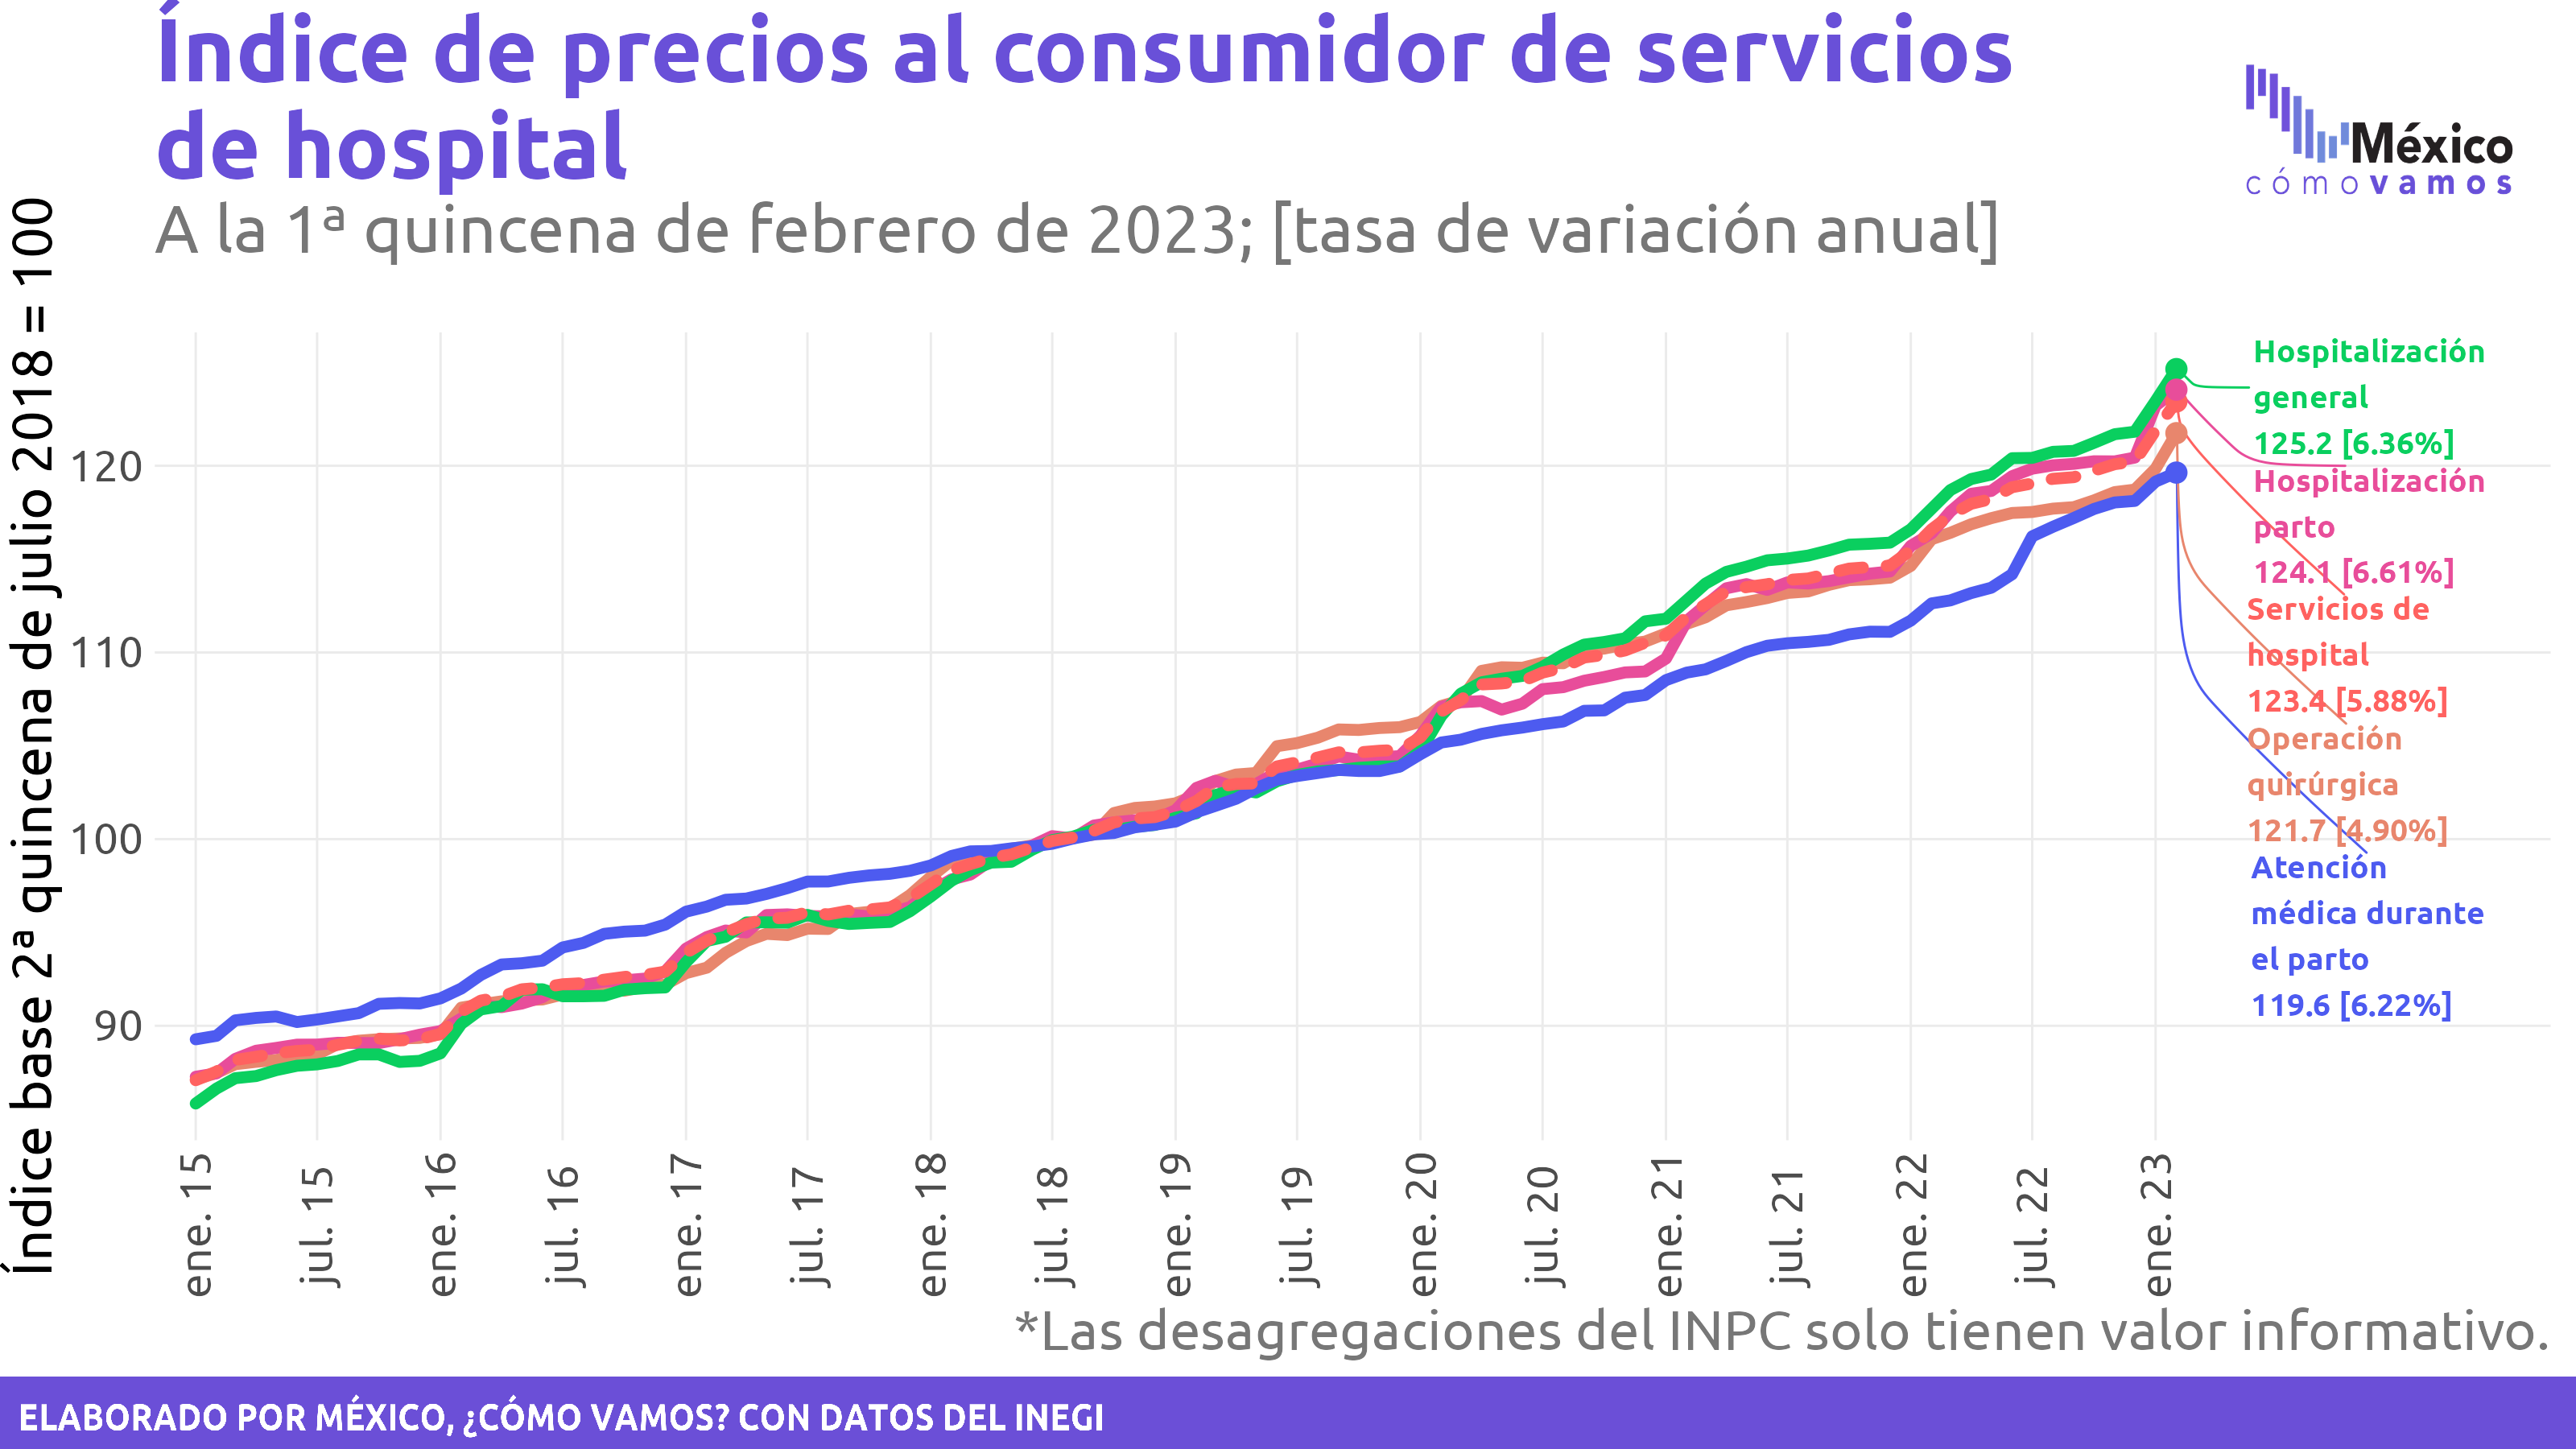 Índice de precios al consumidor de servicios
de hospital
A la 1ª quincena de febrero de 2023; [tasa de variación anual]
México
cómo vamos
Índice base 2ª quincena de julio 2018 = 100
120
110
100
90
Hospitalización
general
125.2 [6.36%]
Hospitalización
parto
124.1 [6.61%]
Servicios de
hospital
123.4 [5.88%]
Operación
quirúrgica
121.7 [4.90%]
Atención
médica durante
el parto
119.6 [6.22%]
ene. 15
jul. 15
ene. 16
jul. 16
ene. 17
jul. 17
ene. 18
jul. 18
ene. 19
jul. 19
ene. 20
jul. 20
ene. 21
jul. 21
ene. 22
jul. 22
ene. 23
*Las desagregaciones del INPC solo tienen valor informativo.
ELABORADO POR MÉXICO, ¿CÓMO VAMOS? CON DATOS DEL INEGI